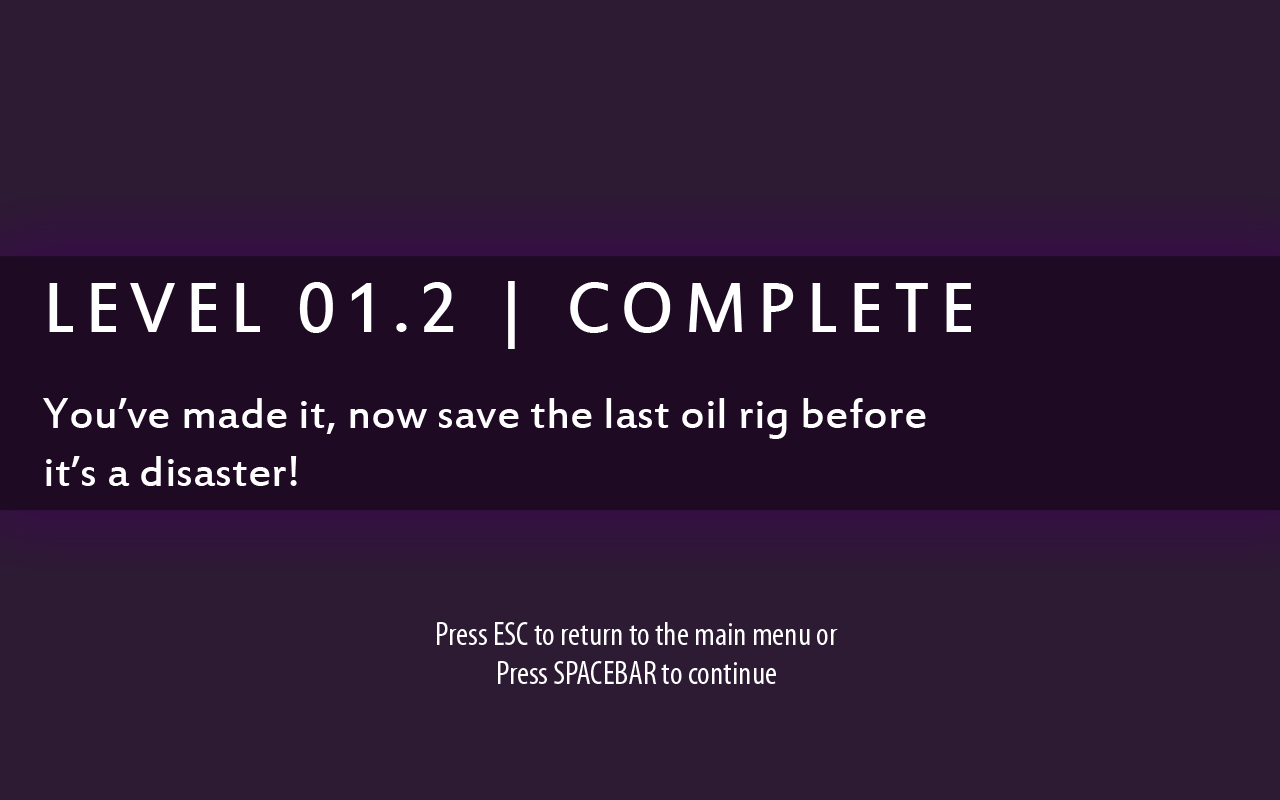 LEVEL 01.2 | COMPLETE
You’ve made it, now save the last oil rig before
it’s a disaster!
Press ESC to return to the main menu or
Press SPACEBAR to continue